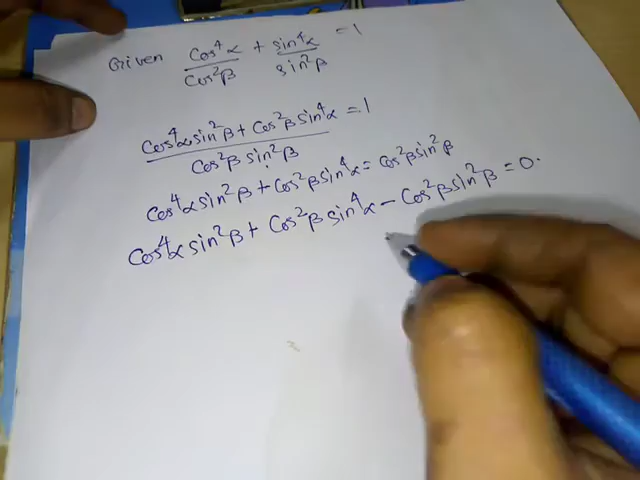 Given cos⁴α/cos²β + sin⁴α/sin²β = 1
cos⁴α sin²β + cos²β sin⁴α / cos²β sin²β = 1
cos⁴α sin²β + cos²β sin⁴α = cos²β sin²β
cos⁴α sin²β + cos²β sin⁴α − cos²β sin²β = 0.